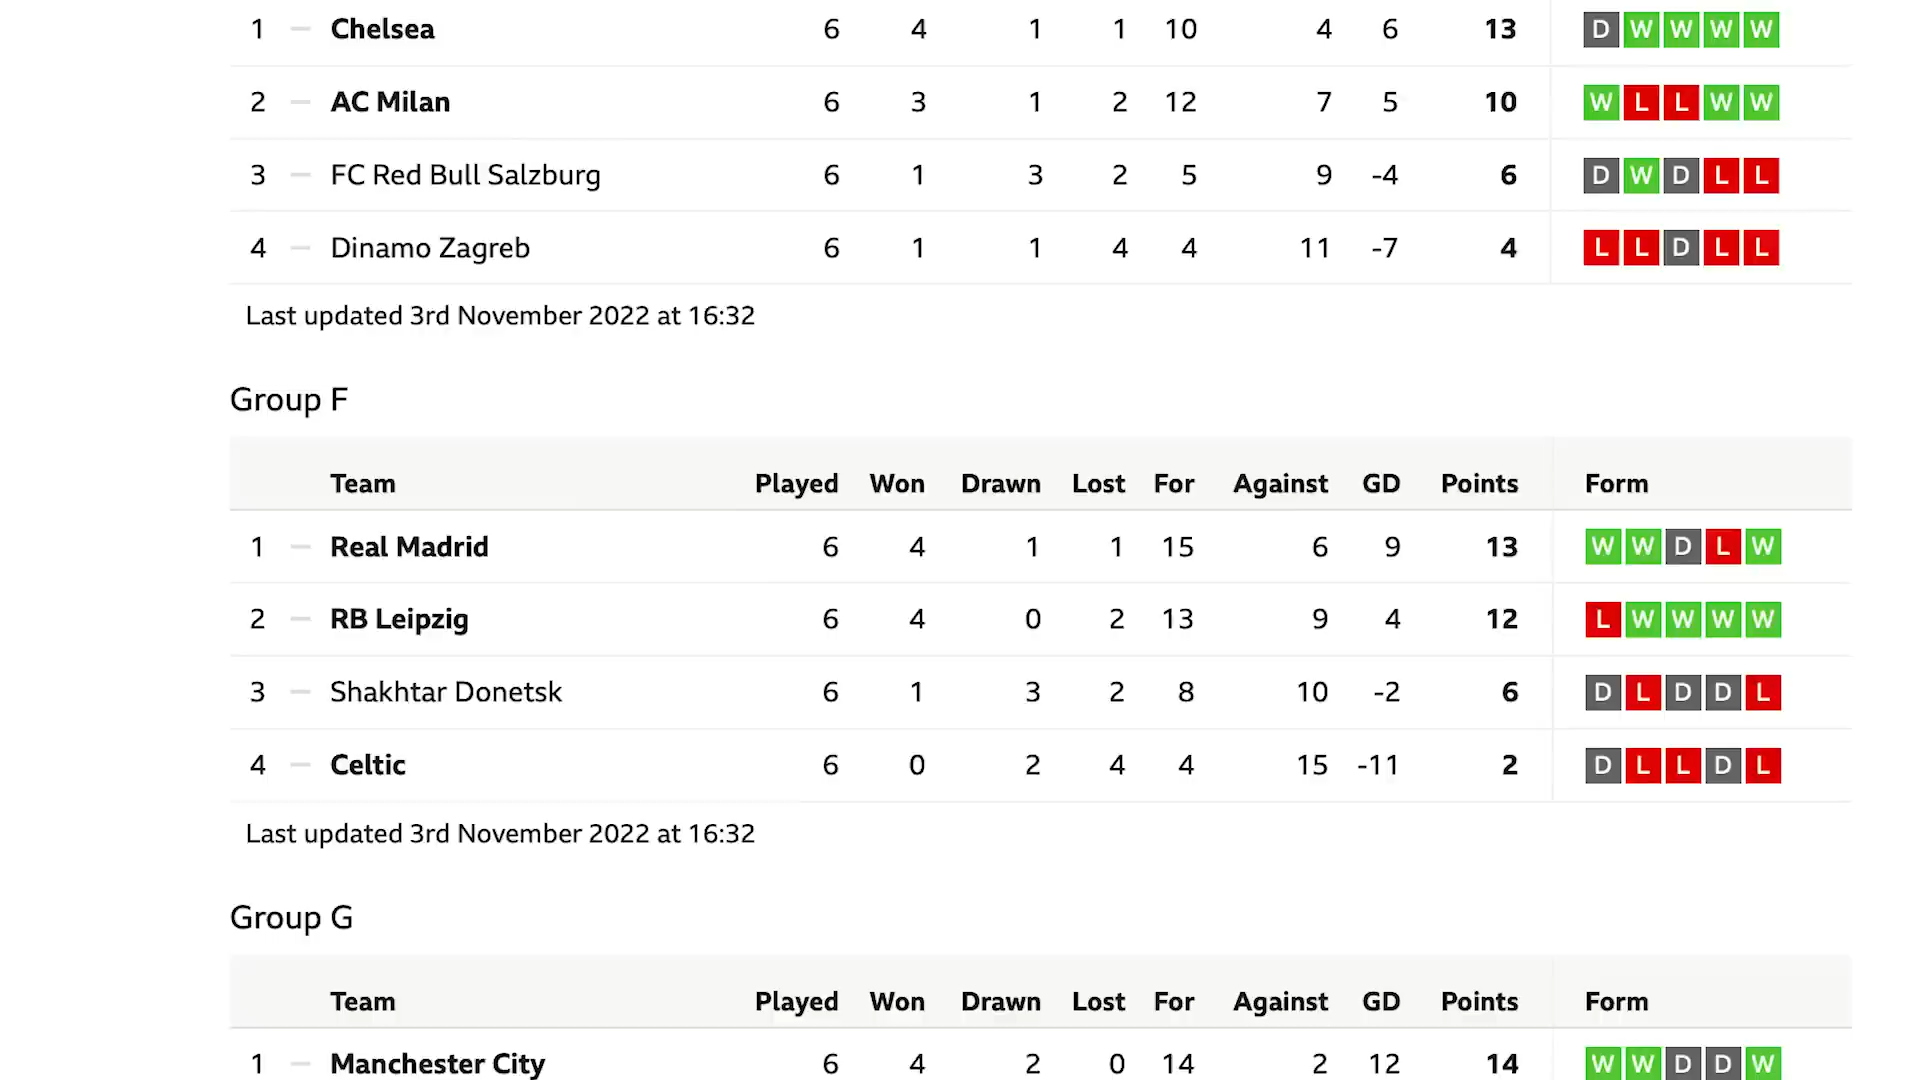 1 — Chelsea 6 4 1 1 10 4 6 13 D W W W W
2 — AC Milan 6 3 1 2 12 7 5 10 W L L W W
3 — FC Red Bull Salzburg 6 1 3 2 5 9 -4 6 D W D L L
4 — Dinamo Zagreb 6 1 1 4 4 11 -7 4 L L D L L
Last updated 3rd November 2022 at 16:32
Group F
Team Played Won Drawn Lost For Against GD Points Form
1 — Real Madrid 6 4 1 1 15 6 9 13 W W D L W
2 — RB Leipzig 6 4 0 2 13 9 4 12 L W W W W
3 — Shakhtar Donetsk 6 1 3 2 8 10 -2 6 D L D D L
4 — Celtic 6 0 2 4 4 15 -11 2 D L L D L
Last updated 3rd November 2022 at 16:32
Group G
Team Played Won Drawn Lost For Against GD Points Form
1 — Manchester City 6 4 2 0 14 2 12 14 W W D D W